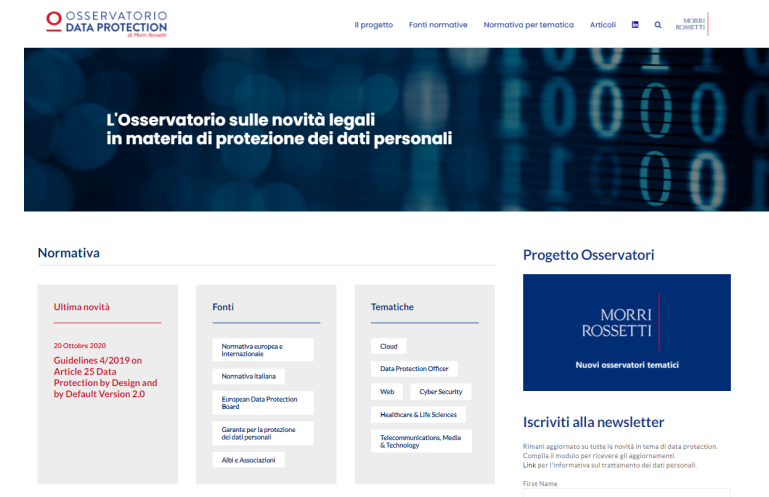 OSSERVATORIO
DATA PROTECTION
di Morri Rossetti
Il progetto
Fonti normative
Normativa per tematica
Articoli
in
MORRI
ROSSETTI
L'Osservatorio sulle novità legali
in materia di protezione dei dati personali
Normativa
Ultima novità
20 Ottobre 2020
Guidelines 4/2019 on
Article 25 Data
Protection by Design and
by Default Version 2.0
Fonti
Normativa europea e
internazionale
Normativa italiana
European Data Protection
Board
Garante per la protezione
dei dati personali
Albi e Associazioni
Tematiche
Cloud
Data Protection Officer
Web
Cyber Security
Healthcare & Life Sciences
Telecommunications, Media
& Technology
Progetto Osservatori
MORRI
ROSSETTI
Nuovi osservatori tematici
Iscriviti alla newsletter
Rimani aggiornato su tutte le novità in tema di data protection.
Compila il modulo per ricevere gli aggiornamenti.
Link per l'informativa sul trattamento dei dati personali.
First Name